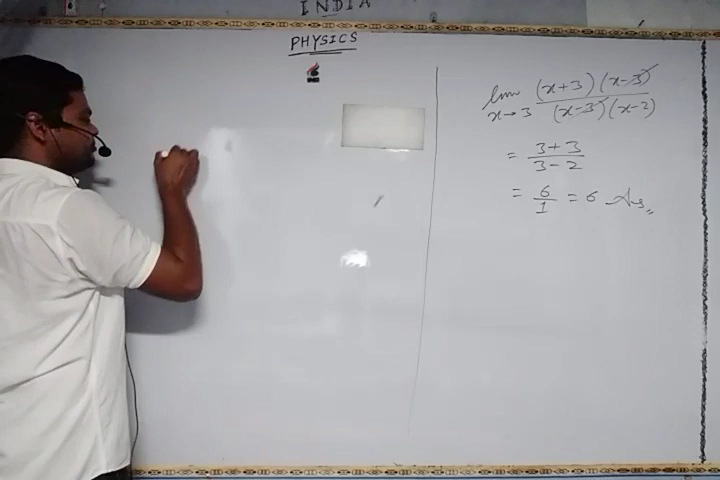 INDIA
PHYSICS
lim x→3 (x+3)(x-3) / (x-3)(x-2)
= 3+3 / 3-2
= 6/1 = 6 Ans,,